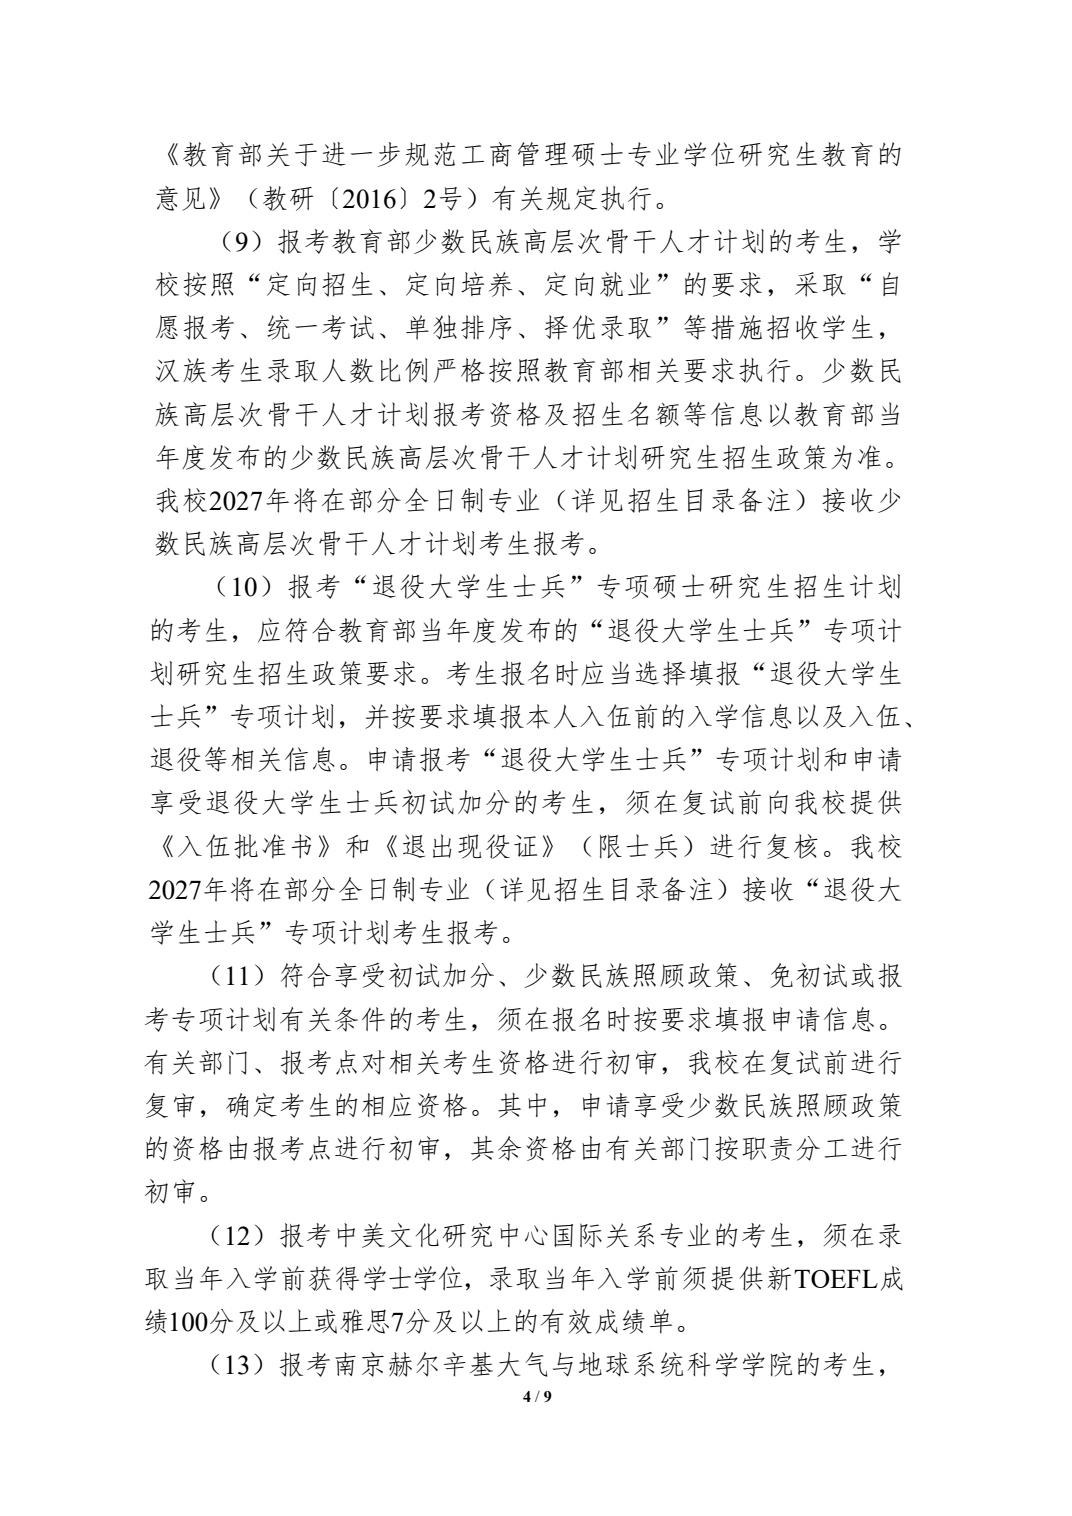 《教育部关于进一步规范工商管理硕士专业学位研究生教育的
意见》（教研〔2016〕2号）有关规定执行。
（9）报考教育部少数民族高层次骨干人才计划的考生，学
校按照“定向招生、定向培养、定向就业”的要求，采取“自
愿报考、统一考试、单独排序、择优录取”等措施招收学生，
汉族考生录取人数比例严格按照教育部相关要求执行。少数民
族高层次骨干人才计划报考资格及招生名额等信息以教育部当
年度发布的少数民族高层次骨干人才计划研究生招生政策为准。
我校2027年将在部分全日制专业（详见招生目录备注）接收少
数民族高层次骨干人才计划考生报考。
（10）报考“退役大学生士兵”专项硕士研究生招生计划
的考生，应符合教育部当年度发布的“退役大学生士兵”专项计
划研究生招生政策要求。考生报名时应当选择填报“退役大学生
士兵”专项计划，并按要求填报本人入伍前的入学信息以及入伍、
退役等相关信息。申请报考“退役大学生士兵”专项计划和申请
享受退役大学生士兵初试加分的考生，须在复试前向我校提供
《入伍批准书》和《退出现役证》（限士兵）进行复核。我校
2027年将在部分全日制专业（详见招生目录备注）接收“退役大
学生士兵”专项计划考生报考。
（11）符合享受初试加分、少数民族照顾政策、免初试或报
考专项计划有关条件的考生，须在报名时按要求填报申请信息。
有关部门、报考点对相关考生资格进行初审，我校在复试前进行
复审，确定考生的相应资格。其中，申请享受少数民族照顾政策
的资格由报考点进行初审，其余资格由有关部门按职责分工进行
初审。
（12）报考中美文化研究中心国际关系专业的考生，须在录
取当年入学前获得学士学位，录取当年入学前须提供新TOEFL成
绩100分及以上或雅思7分及以上的有效成绩单。
（13）报考南京赫尔辛基大气与地球系统科学学院的考生，
4 / 9